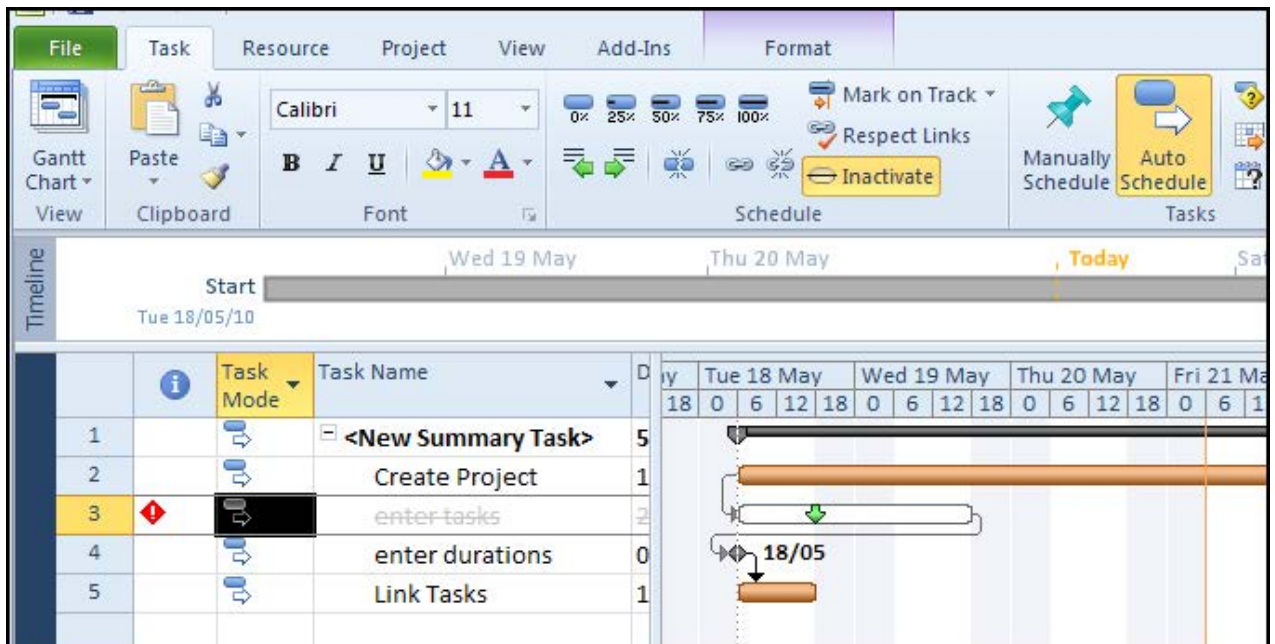 File Task Resource Project View Add-Ins Format
Calibri 11
0% 25% 50% 75% 100%
Mark on Track
Respect Links
Inactivate
B I U A
Gantt Chart
Paste
Manually Schedule
Auto Schedule
View Clipboard Font Schedule Tasks
Timeline
Wed 19 May Thu 20 May Today
Start
Tue 18/05/10
Task Mode
Task Name
Tue 18 May Wed 19 May Thu 20 May Fri 21
18 0 6 12 18 0 6 12 18 0 6 12 18 0 6
1 <New Summary Task> 5
2 Create Project 1
3 enter tasks 2
4 enter durations 0 18/05
5 Link Tasks 1